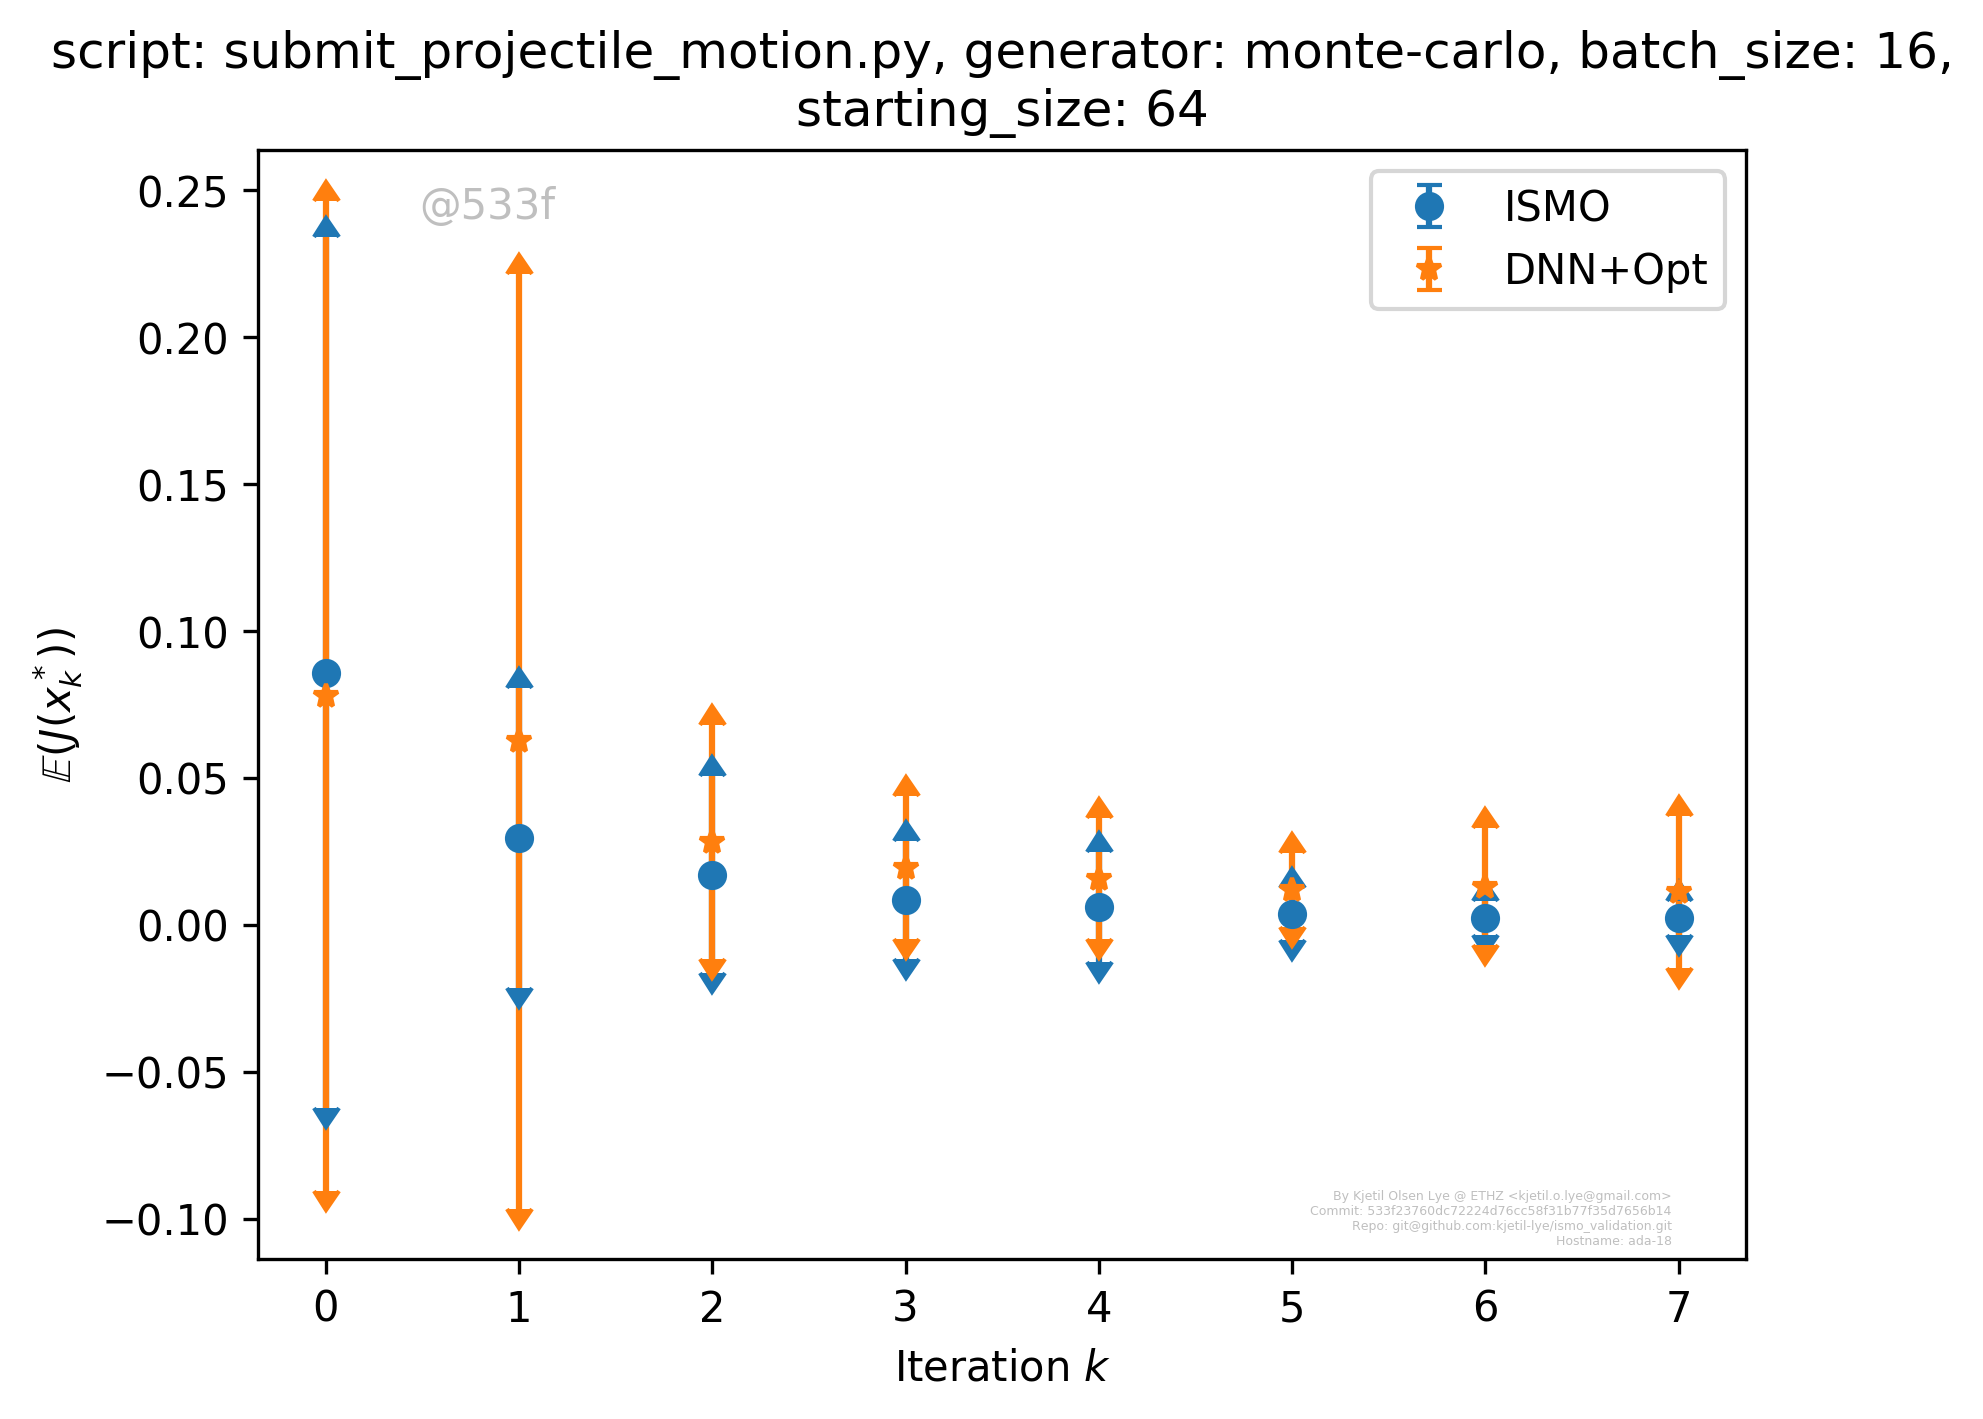 script: submit_projectile_motion.py, generator: monte-carlo, batch_size: 16,
starting_size: 64
@533f
ISMO
DNN+Opt
0.25
0.20
0.15
0.10
0.05
0.00
−0.05
−0.10
𝔼(J(x*k))
By Kjetil Olsen Lye @ ETHZ <kjetil.o.lye@gmail.com>
Commit: 533f23760dc72224d76cc58f31b77f35d7656b14
Repo: git@github.com:kjetil-lye/ismo_validation.git
Hostname: ada-18
0 1 2 3 4 5 6 7
Iteration k